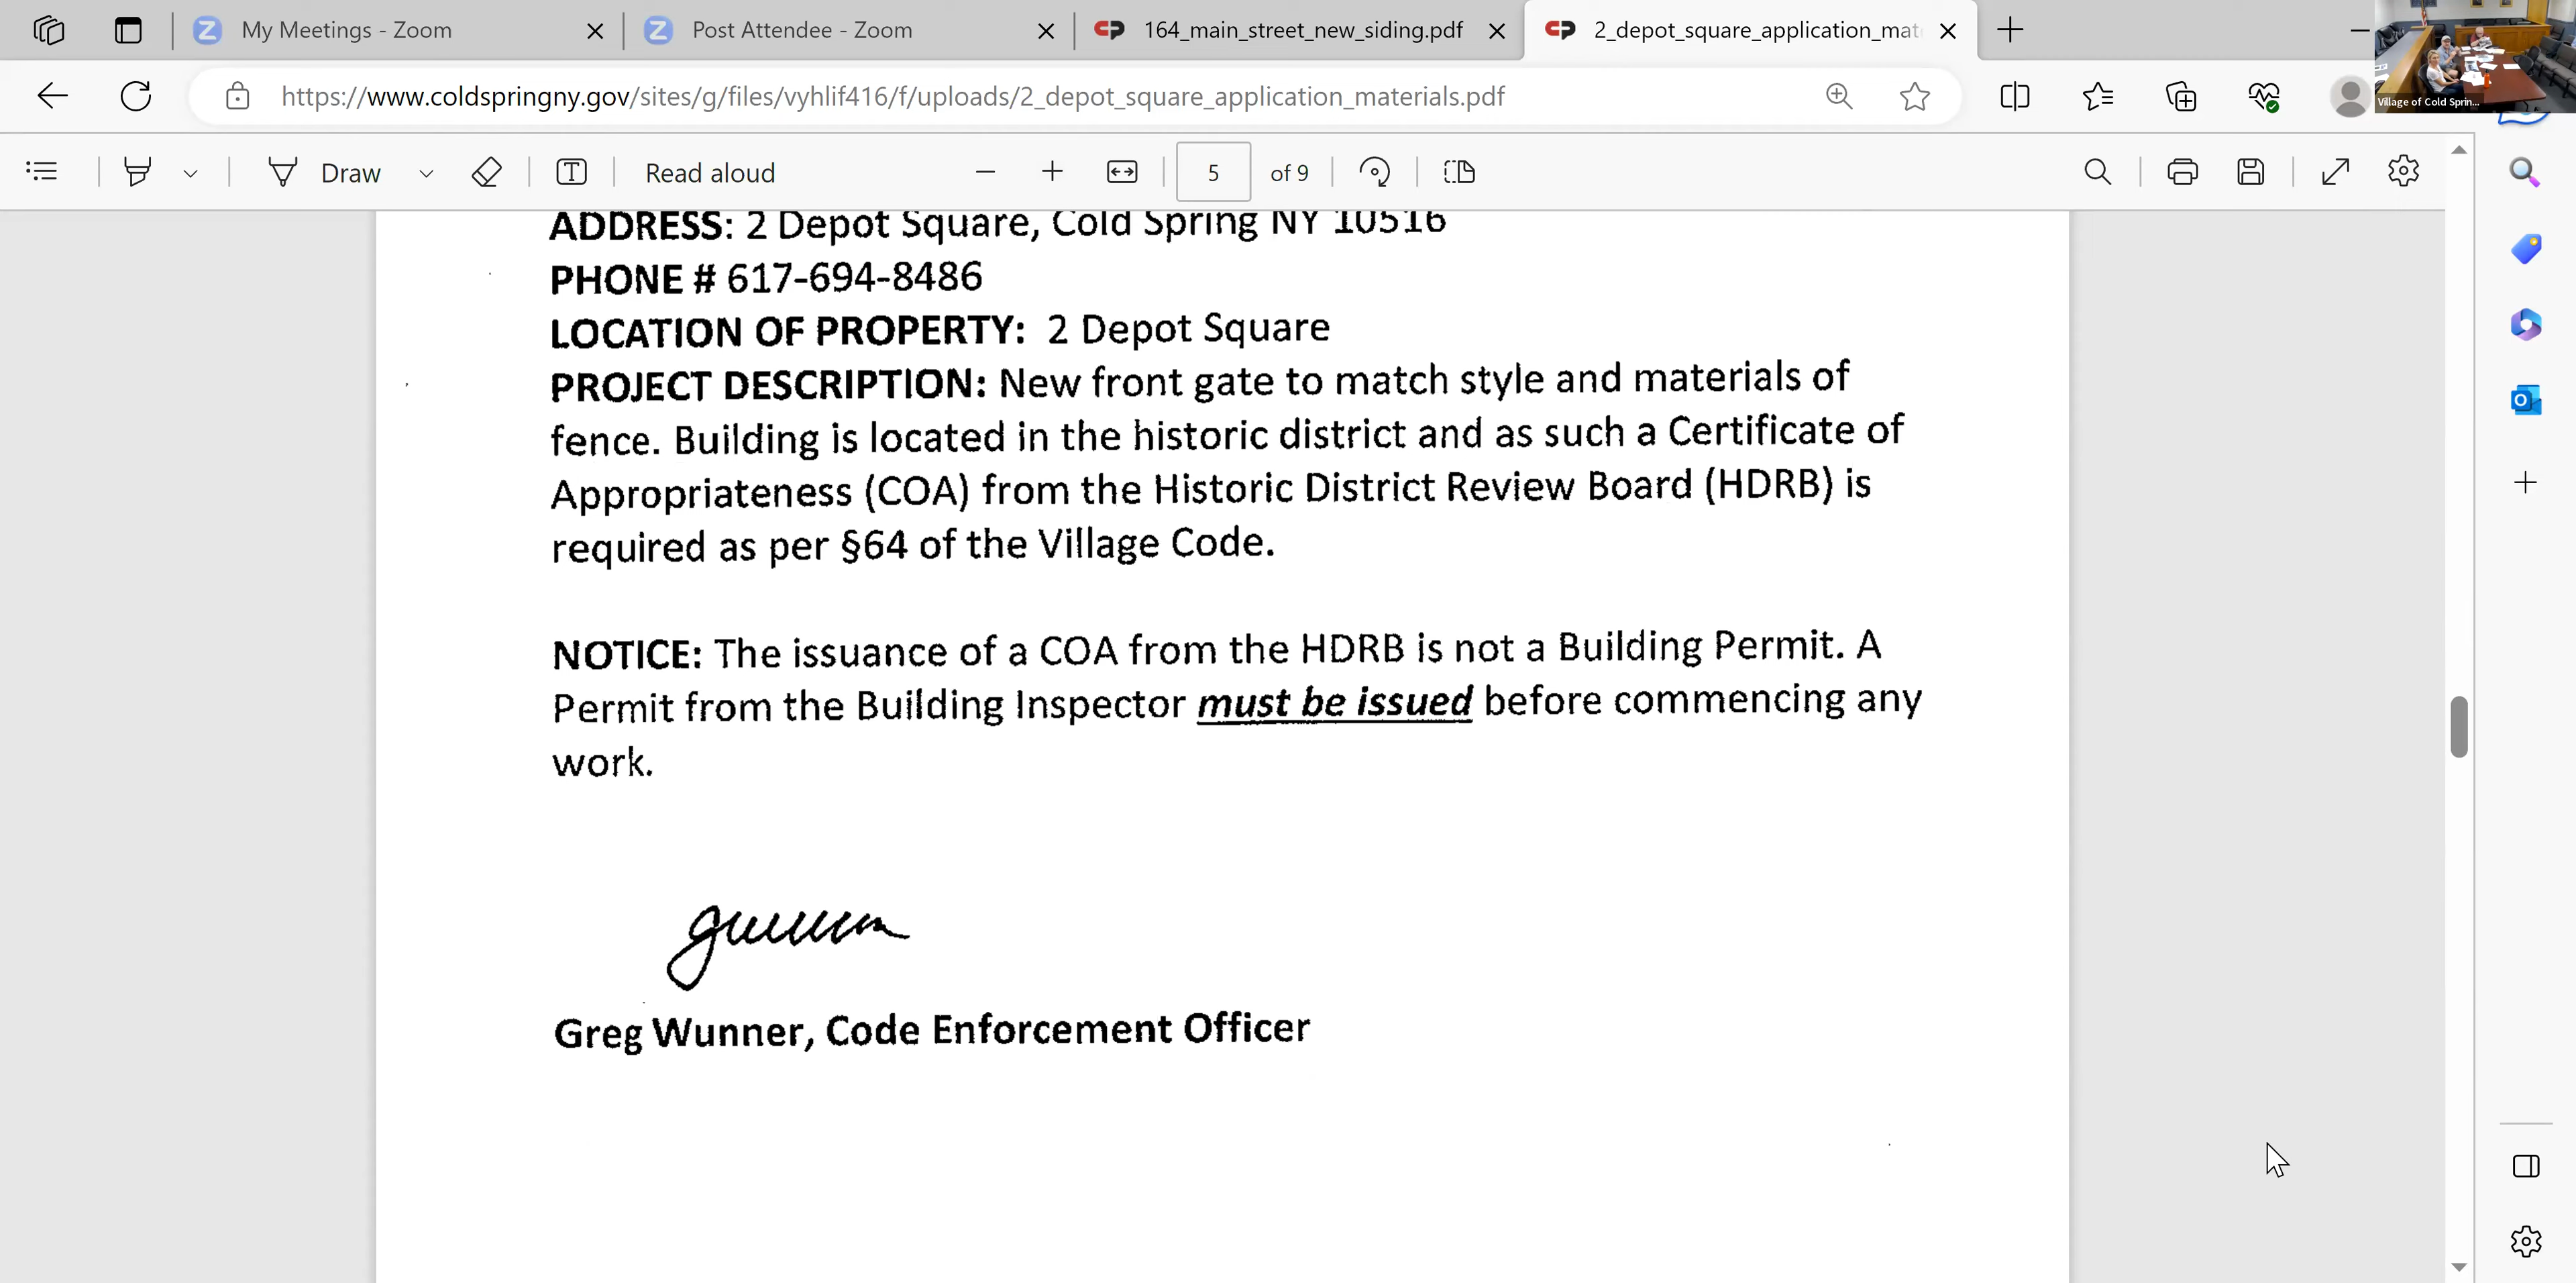 My Meetings - Zoom
Post Attendee - Zoom
164_main_street_new_siding.pdf
2_depot_square_application_mat
https://www.coldspringny.gov/sites/g/files/vyhlif416/f/uploads/2_depot_square_application_materials.pdf
Village of Cold Sprin...
Draw
Read aloud
5 of 9
ADDRESS: 2 Depot Square, Cold Spring NY 10516
PHONE # 617-694-8486
LOCATION OF PROPERTY: 2 Depot Square
PROJECT DESCRIPTION: New front gate to match style and materials of
fence. Building is located in the historic district and as such a Certificate of
Appropriateness (COA) from the Historic District Review Board (HDRB) is
required as per §64 of the Village Code.
NOTICE: The issuance of a COA from the HDRB is not a Building Permit. A
Permit from the Building Inspector must be issued before commencing any
work.
Greg Wunner, Code Enforcement Officer